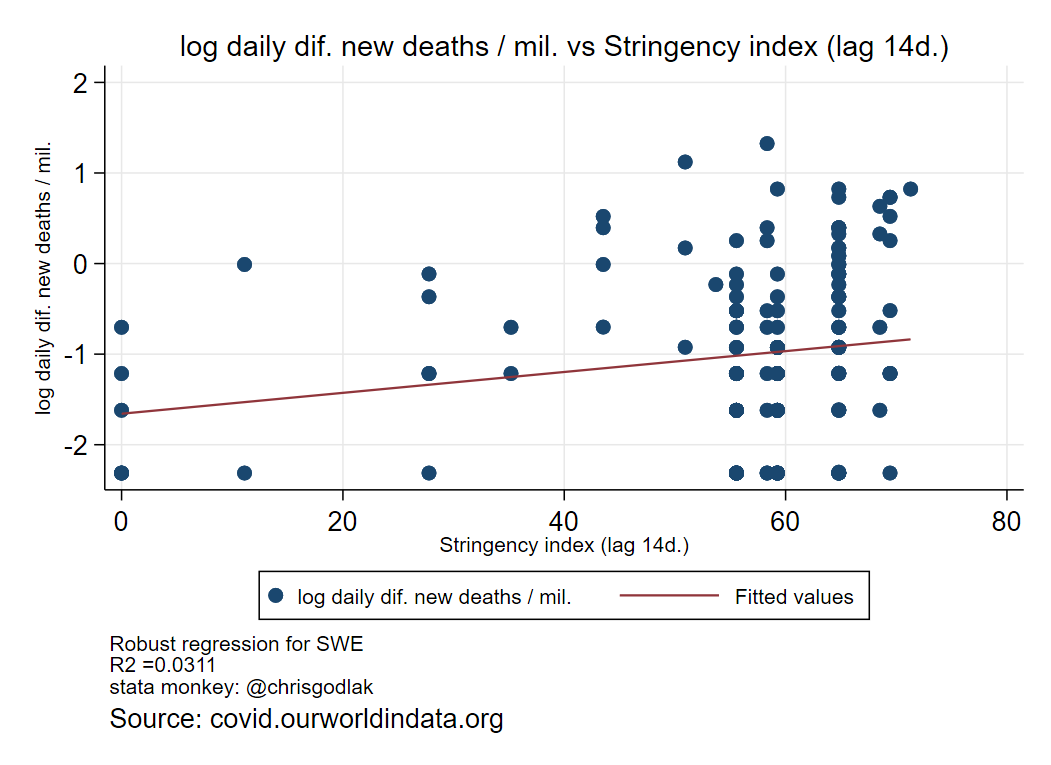 log daily dif. new deaths / mil. vs Stringency index (lag 14d.)
log daily dif. new deaths / mil.
2
1
0
-1
-2
0 20 40 60 80
Stringency index (lag 14d.)
log daily dif. new deaths / mil. Fitted values
Robust regression for SWE
R2 =0.0311
stata monkey: @chrisgodlak
Source: covid.ourworldindata.org